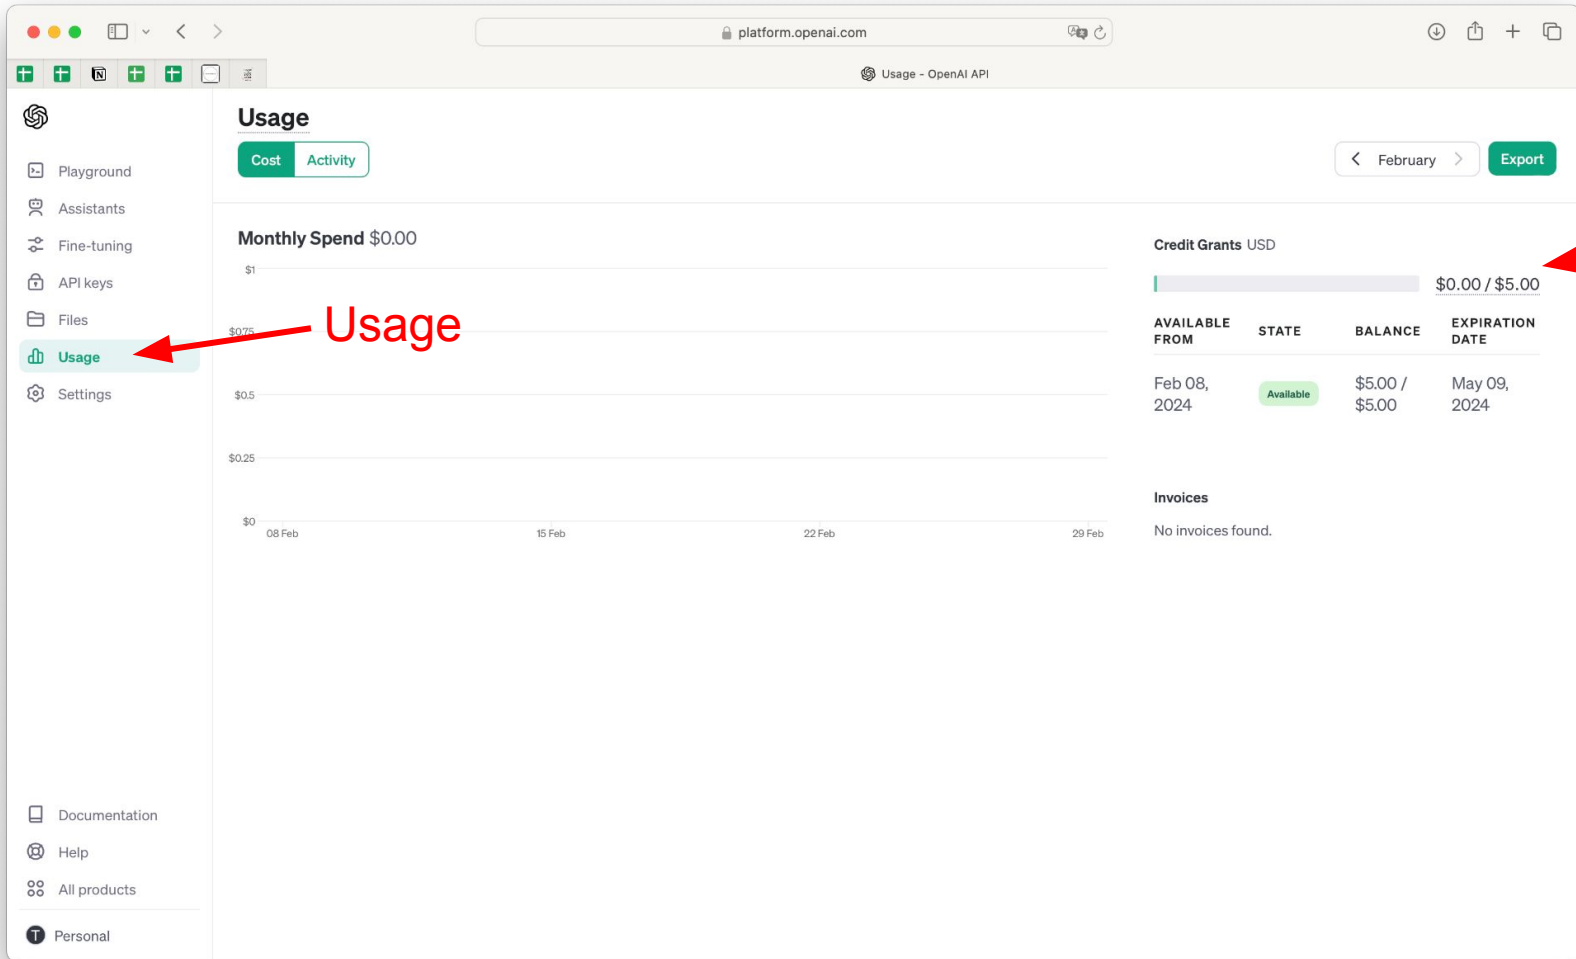 platform.openai.com
Usage - OpenAI API
Usage
Cost Activity
February
Export
Playground
Assistants
Fine-tuning
API keys
Files
Usage
Settings
Monthly Spend $0.00
$1
$0.75
$0.5
$0.25
$0
08 Feb 15 Feb 22 Feb 29 Feb
Usage
Credit Grants USD
$0.00 / $5.00
AVAILABLE FROM STATE BALANCE EXPIRATION DATE
Feb 08, 2024 Available $5.00 / $5.00 May 09, 2024
Invoices
No invoices found.
Documentation
Help
All products
T Personal